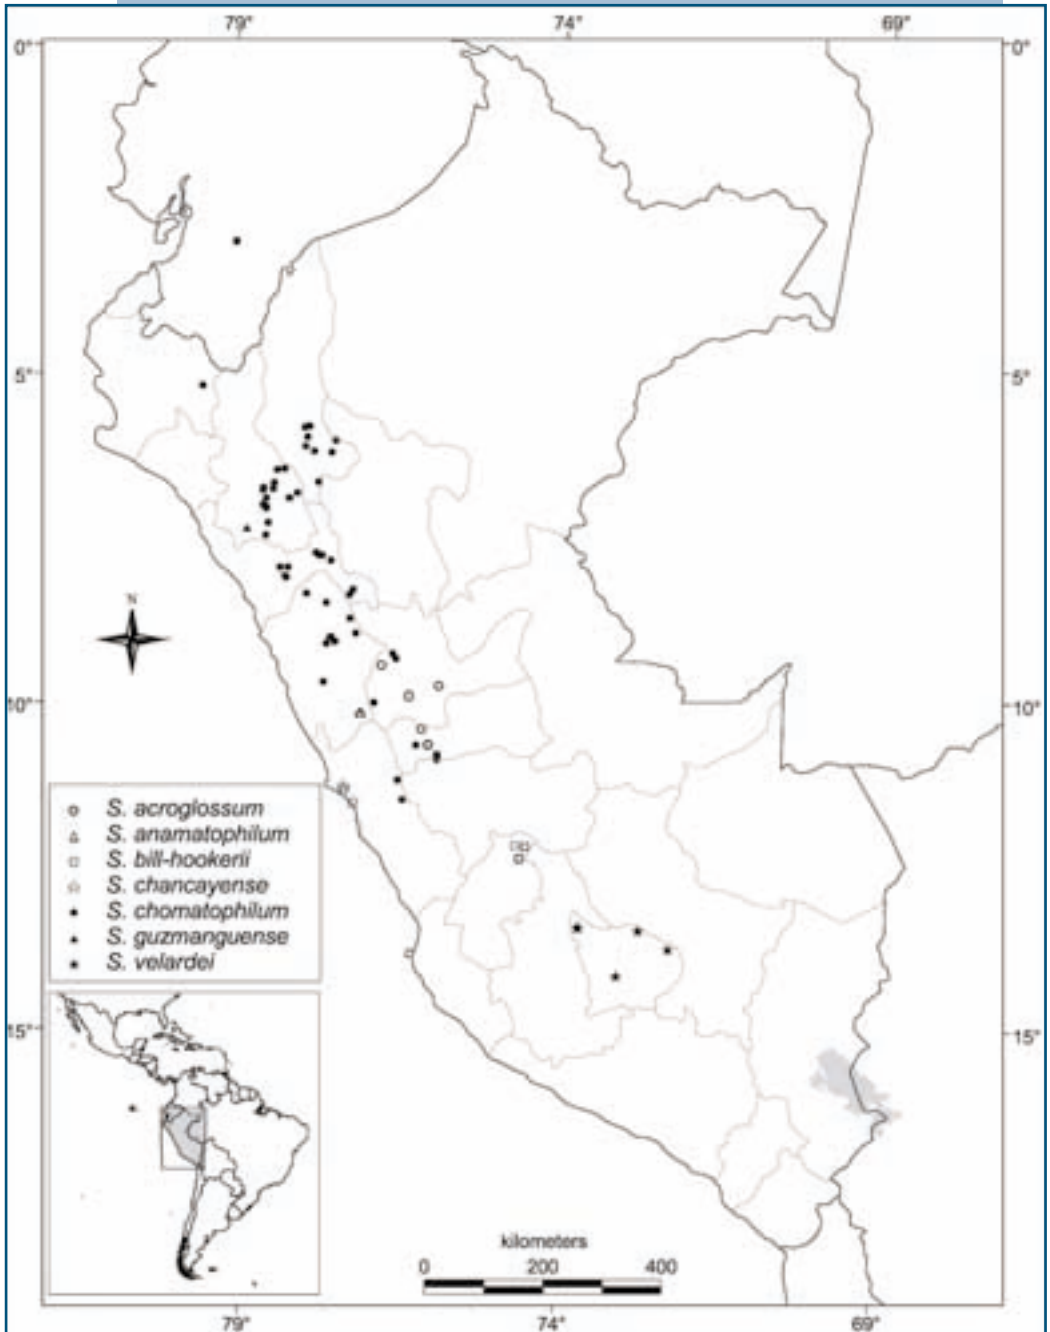 79° 74° 69°
0° 0°
5° 5°
N
10° 10°
S. acroglossum
S. anamatophilum
S. bill-hookerii
S. chancayense
S. chomatophilum
S. guzmanguense
S. velardei
15° 15°
kilometers
0 200 400
79° 74° 69°